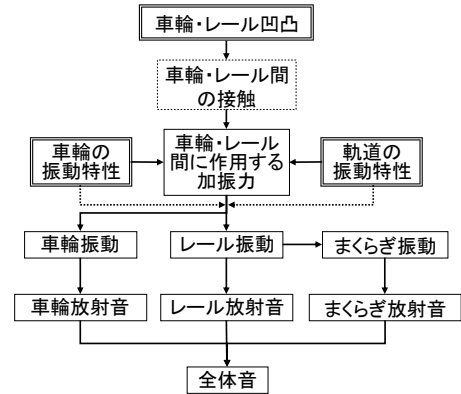 車輪・レール凹凸
車輪・レール間
の接触
車輪の
振動特性
車輪・レール
間に作用する
加振力
軌道の
振動特性
車輪振動
レール振動
まくらぎ振動
車輪放射音
レール放射音
まくらぎ放射音
全体音